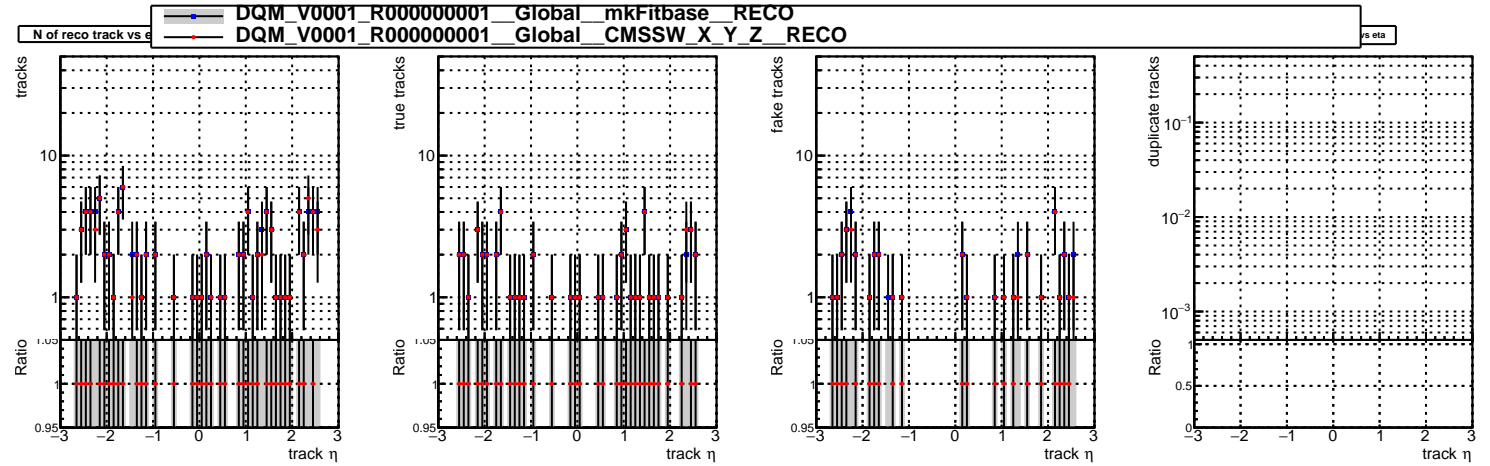 DQM_V0001_R000000001__Global__mkFitbase__RECO
DQM_V0001_R000000001__Global__CMSSW_X_Y_Z__RECO
N of reco track vs e
vs eta
tracks
10
1
Ratio
1.05
1
0.95
−3 −2 −1 0 1 2 3
track η
true tracks
10
1
Ratio
1.05
1
0.95
−3 −2 −1 0 1 2 3
track η
fake tracks
10
1
Ratio
1.05
1
0.95
−3 −2 −1 0 1 2 3
track η
duplicate tracks
10⁻¹
10⁻²
10⁻³
Ratio
1
0.5
0
−3 −2 −1 0 1 2 3
track η